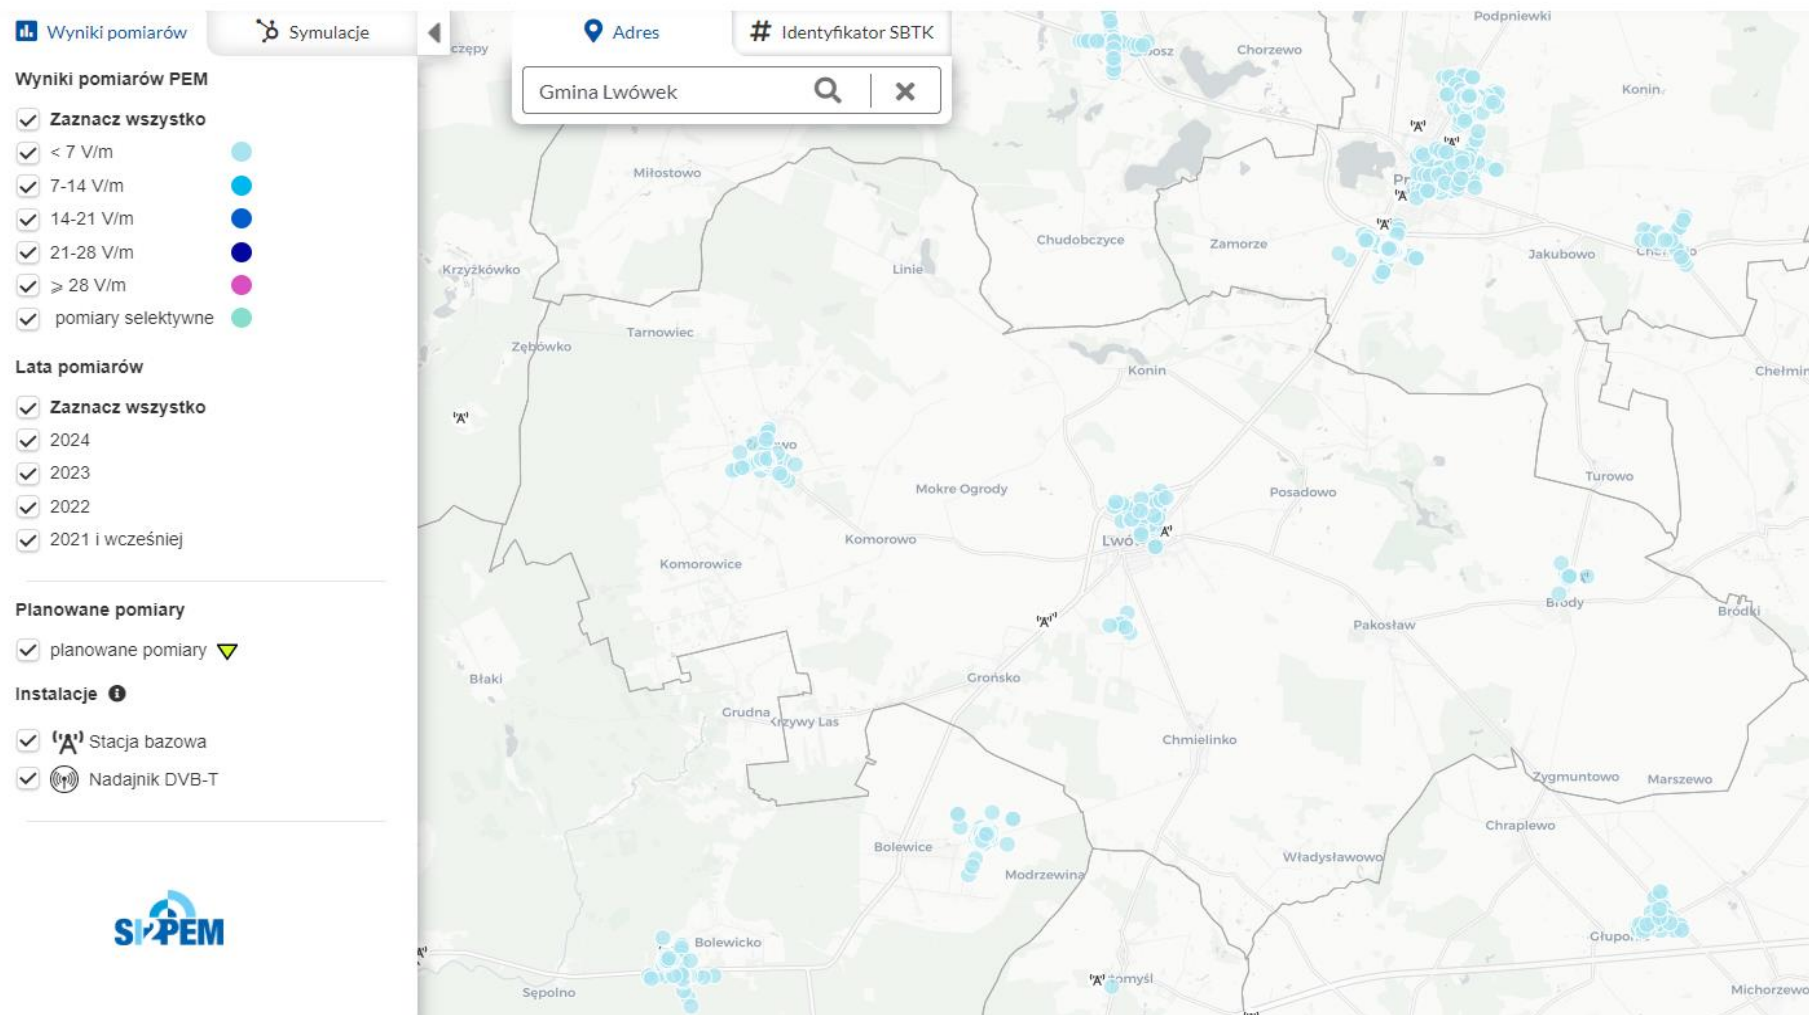 Wyniki pomiarów
Symulacje
Adres
# Identyfikator SBTK
Gmina Lwówek
Wyniki pomiarów PEM
Zaznacz wszystko
< 7 V/m
7-14 V/m
14-21 V/m
21-28 V/m
⩾ 28 V/m
pomiary selektywne
Lata pomiarów
Zaznacz wszystko
2024
2023
2022
2021 i wcześniej
Planowane pomiary
planowane pomiary
Instalacje
Stacja bazowa
Nadajnik DVB-T
SI2PEM
Podpniewki
Chorzewo
Konin
Miłostowo
Chudobczyce
Zamorze
Jakubowo
Krzyżkówko
Linie
Tarnowiec
Zębówko
Konin
Turowo
Mokre Ogrody
Posadowo
Komorowo
Komorowice
Brody
Bródki
Pakosław
Błaki
Grońsko
Grudna
Krzywy Las
Chmielinko
Zygmuntowo
Marszewo
Chraplewo
Bolewice
Władysławowo
Modrzewina
Bolewicko
Sępolno
Michorzewo